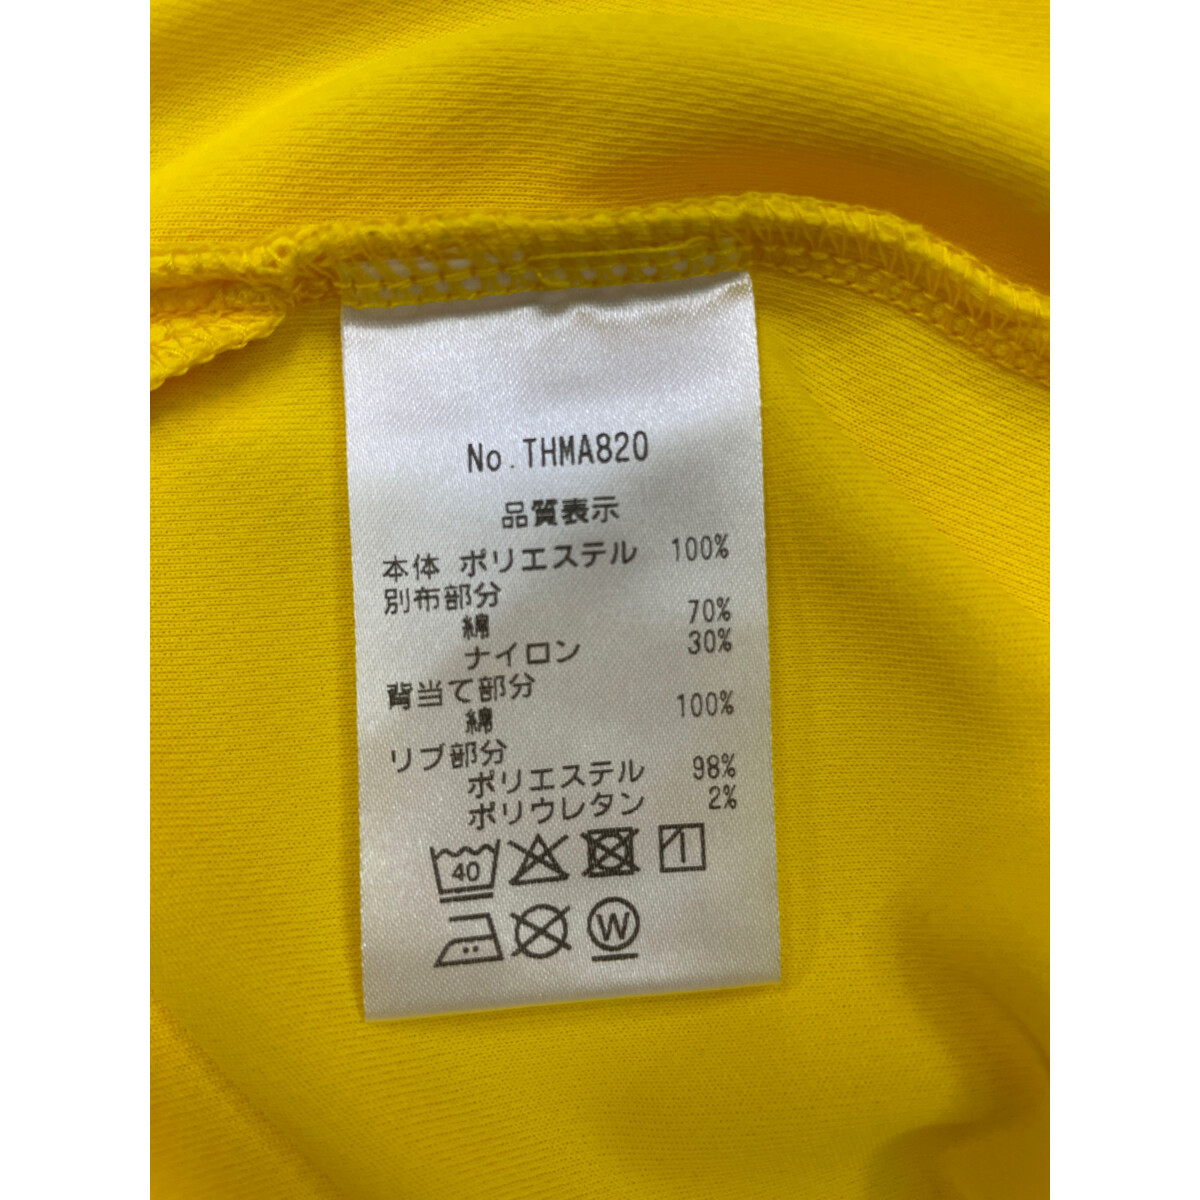 No.THMA820
品質表示
本体 ポリエステル 100%
別布部分
綿 70%
ナイロン 30%
背当て部分
綿 100%
リブ部分
ポリエステル 98%
ポリウレタン 2%
40
W